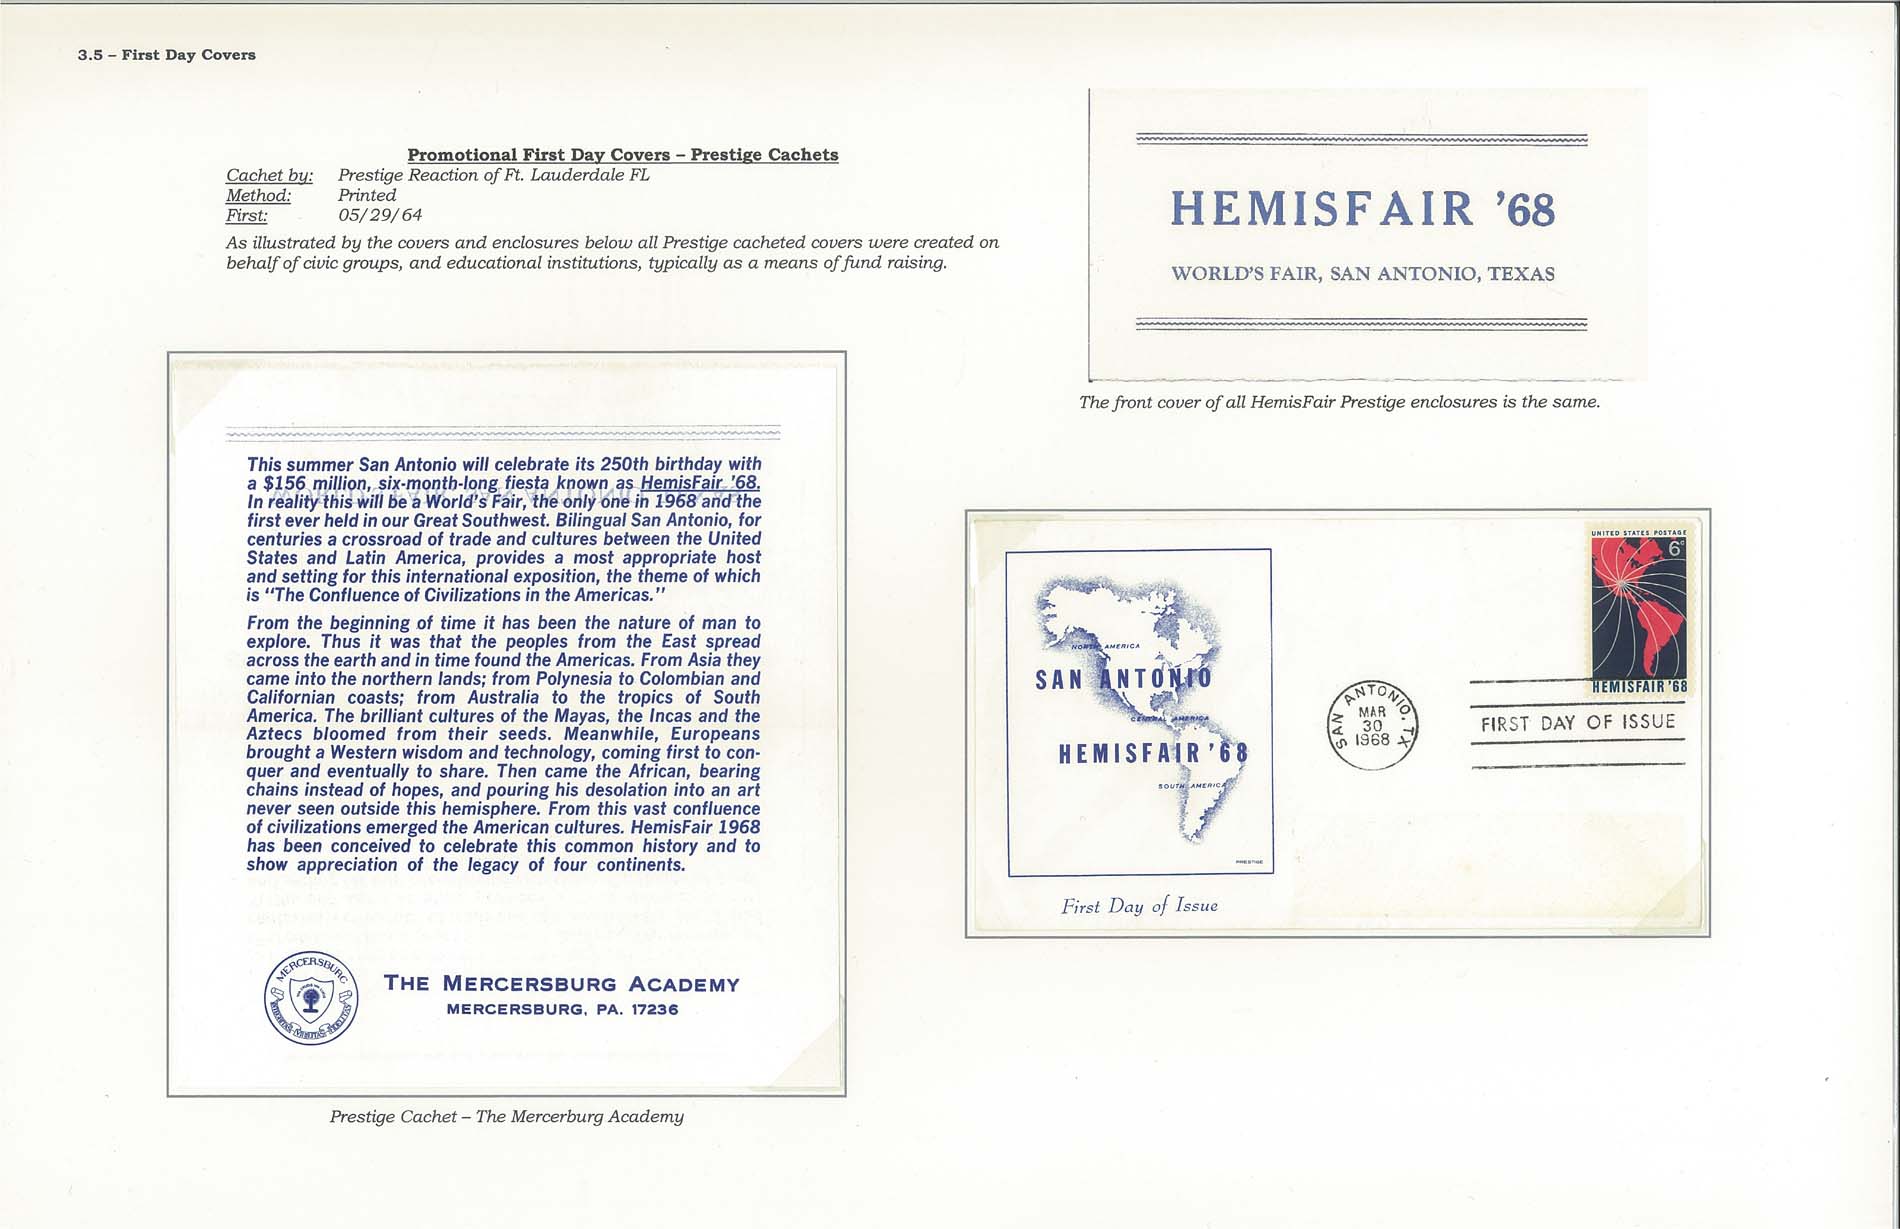 3.5 – First Day Covers
Promotional First Day Covers – Prestige Cachets
Cachet by: Prestige Reaction of Ft. Lauderdale FL
Method: Printed
First: 05/29/64
As illustrated by the covers and enclosures below all Prestige cacheted covers were created on
behalf of civic groups, and educational institutions, typically as a means of fund raising.
HEMISFAIR ’68
WORLD’S FAIR, SAN ANTONIO, TEXAS
The front cover of all HemisFair Prestige enclosures is the same.
This summer San Antonio will celebrate its 250th birthday with
a $156 million, six-month-long fiesta known as HemisFair ’68.
In reality this will be a World’s Fair, the only one in 1968 and the
first ever held in our Great Southwest. Bilingual San Antonio, for
centuries a crossroad of trade and cultures between the United
States and Latin America, provides a most appropriate host
and setting for this international exposition, the theme of which
is “The Confluence of Civilizations in the Americas.”
From the beginning of time it has been the nature of man to
explore. Thus it was that the peoples from the East spread
across the earth and in time found the Americas. From Asia they
came into the northern lands; from Polynesia to Colombian and
Californian coasts; from Australia to the tropics of South
America. The brilliant cultures of the Mayas, the Incas and the
Aztecs bloomed from their seeds. Meanwhile, Europeans
brought a Western wisdom and technology, coming first to con-
quer and eventually to share. Then came the African, bearing
chains instead of hopes, and pouring his desolation into an art
never seen outside this hemisphere. From this vast confluence
of civilizations emerged the American cultures. HemisFair 1968
has been conceived to celebrate this common history and to
show appreciation of the legacy of four continents.
MERCERSBURG
THE MERCERSBURG ACADEMY
MERCERSBURG, PA. 17236
Prestige Cachet – The Mercerburg Academy
NORTH AMERICA
SAN ANTONIO
CENTRAL AMERICA
HEMISFAIR ’68
SOUTH AMERICA
PRESTIGE
First Day of Issue
SAN ANTONIO, TX
MAR
30
1968
UNITED STATES POSTAGE
6c
HEMISFAIR ’68
FIRST DAY OF ISSUE